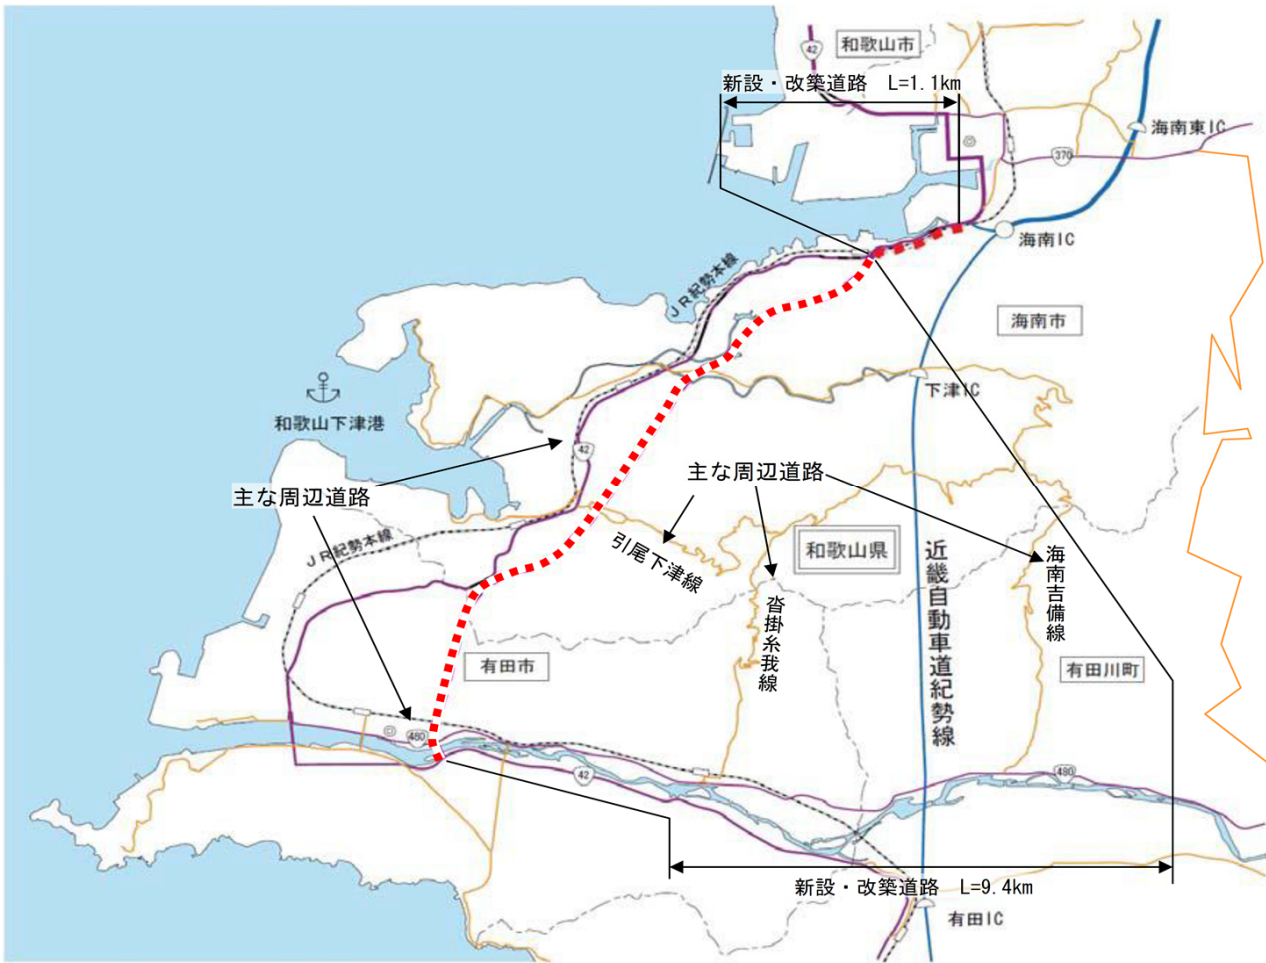 和歌山市
42
新設・改築道路 L=1.1km
海南東IC
370
海南IC
JR紀勢本線
海南市
下津IC
和歌山下津港
42
主な周辺道路
主な周辺道路
JR紀勢本線
引尾下津線
和歌山県
近畿自動車道紀勢線
海南吉備線
沓掛糸我線
有田市
有田川町
480
42
480
新設・改築道路 L=9.4km
有田IC